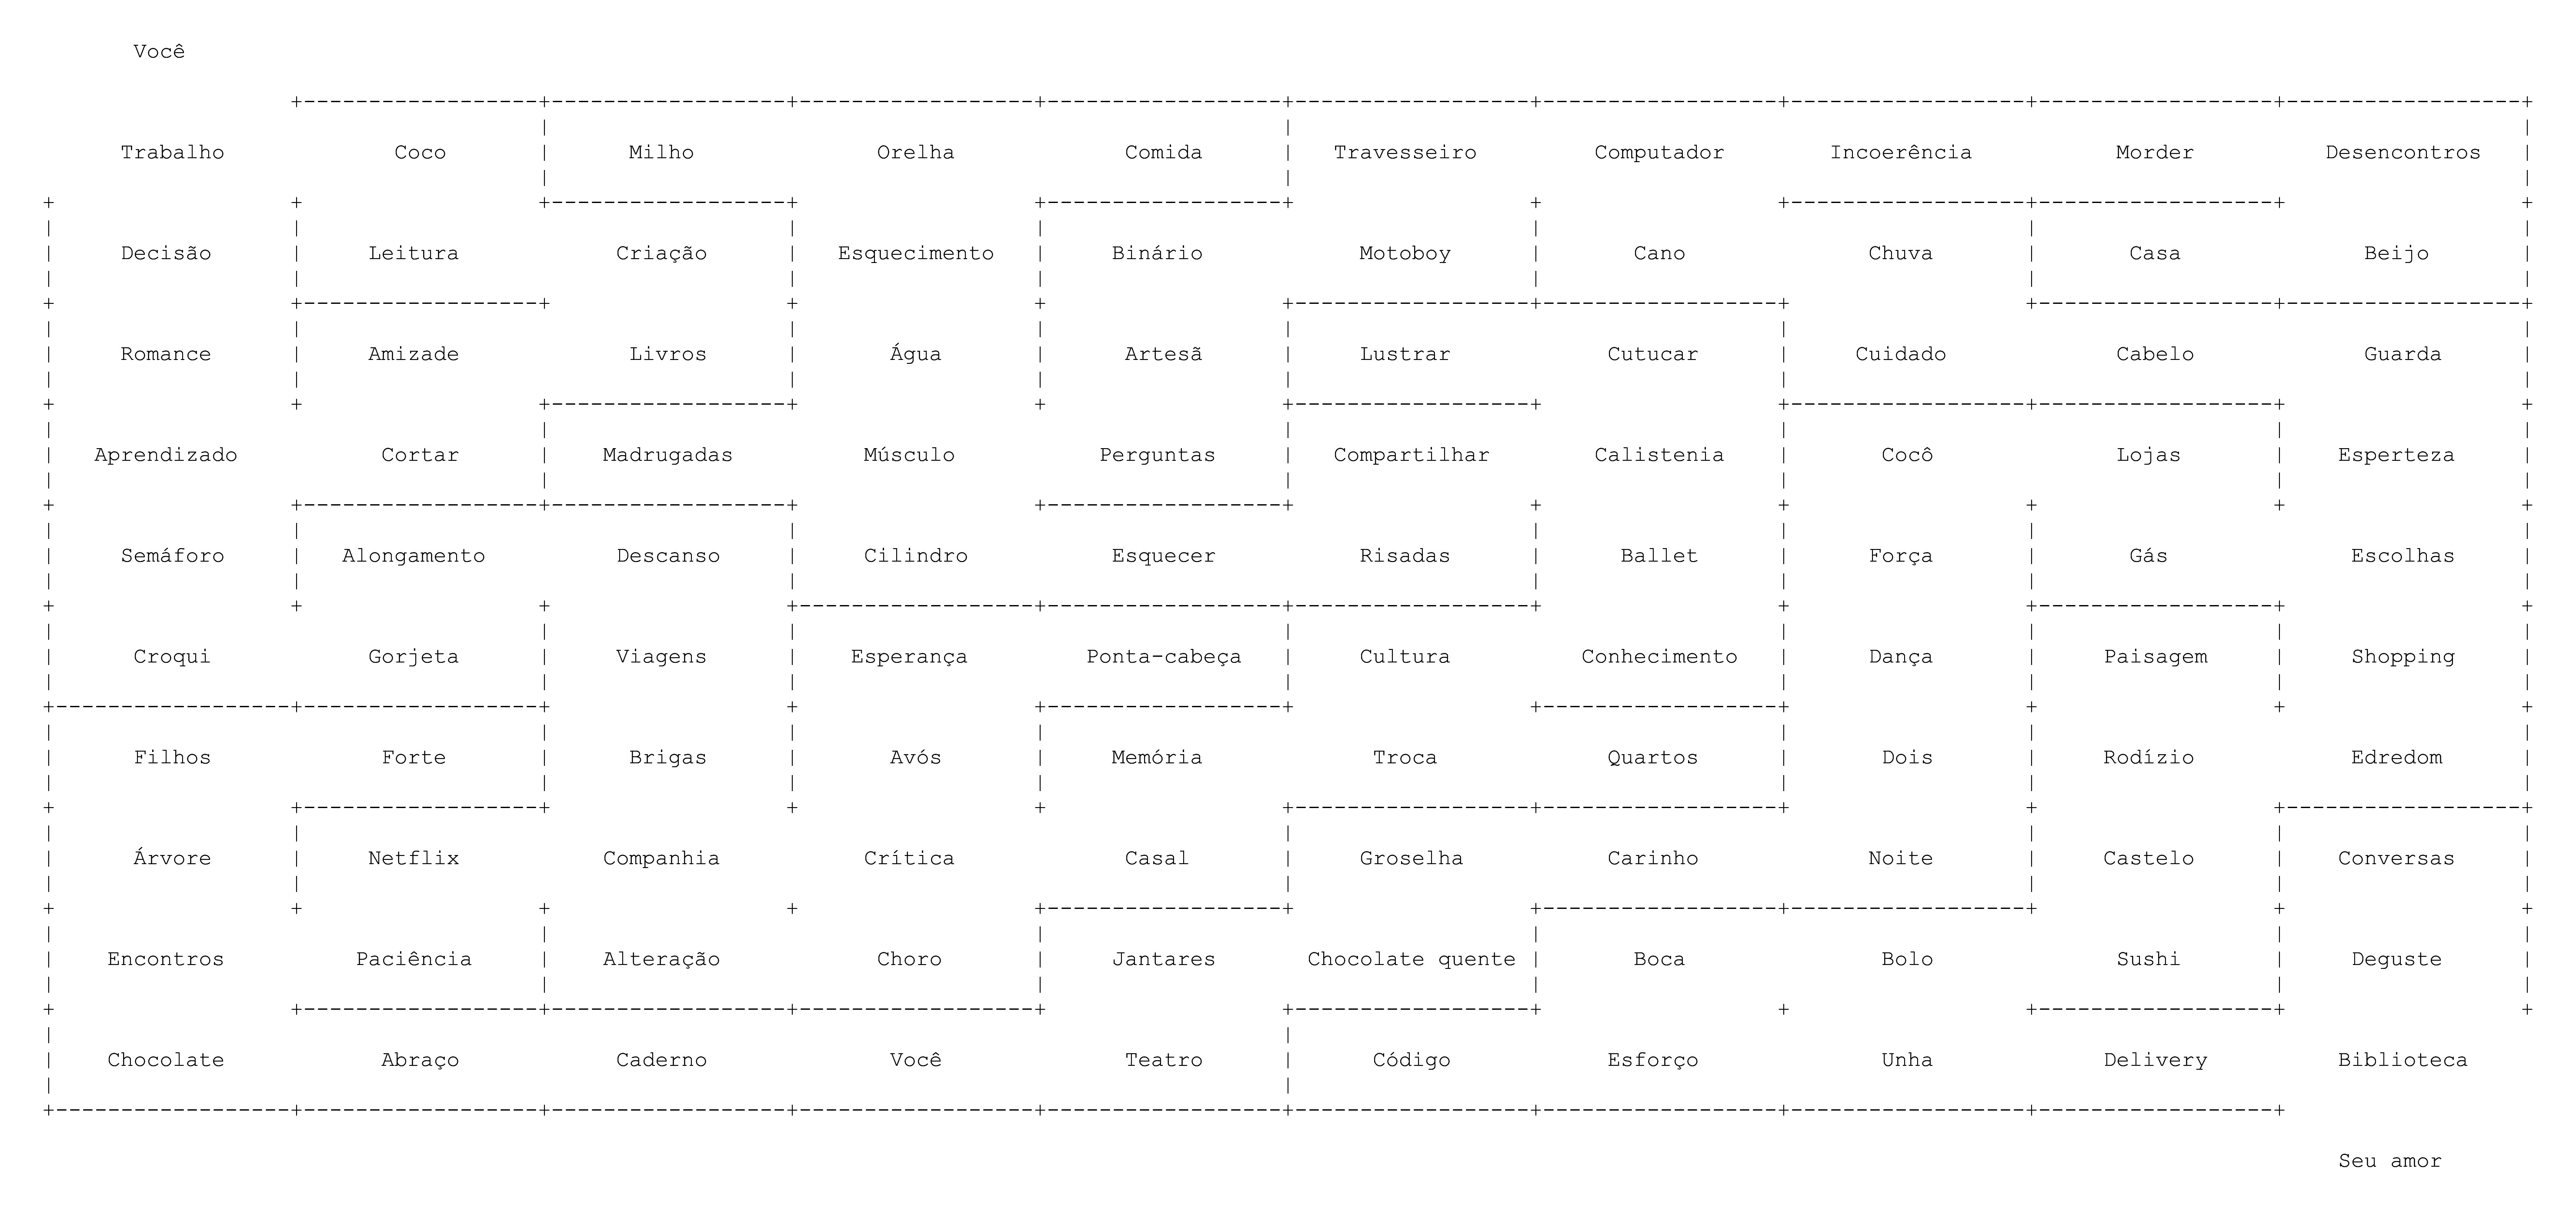 Você
Trabalho Coco Milho Orelha Comida Travesseiro Computador Incoerência Morder Desencontros
Decisão Leitura Criação Esquecimento Binário Motoboy Cano Chuva Casa Beijo
Romance Amizade Livros Água Artesã Lustrar Cutucar Cuidado Cabelo Guarda
Aprendizado Cortar Madrugadas Músculo Perguntas Compartilhar Calistenia Cocô Lojas Esperteza
Semáforo Alongamento Descanso Cilindro Esquecer Risadas Ballet Força Gás Escolhas
Croqui Gorjeta Viagens Esperança Ponta-cabeça Cultura Conhecimento Dança Paisagem Shopping
Filhos Forte Brigas Avós Memória Troca Quartos Dois Rodízio Edredom
Árvore Netflix Companhia Crítica Casal Groselha Carinho Noite Castelo Conversas
Encontros Paciência Alteração Choro Jantares Chocolate quente Boca Bolo Sushi Deguste
Chocolate Abraço Caderno Você Teatro Código Esforço Unha Delivery Biblioteca
Seu amor